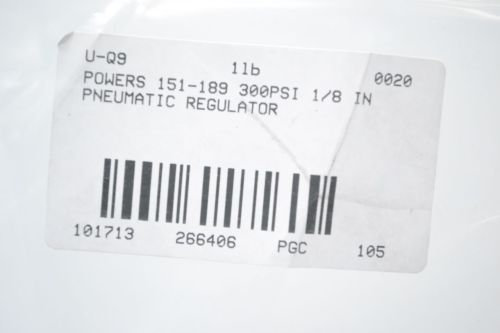 U-Q9 1lb 0020
POWERS 151-189 300PSI 1/8 IN
PNEUMATIC REGULATOR
101713 266406 PGC 105